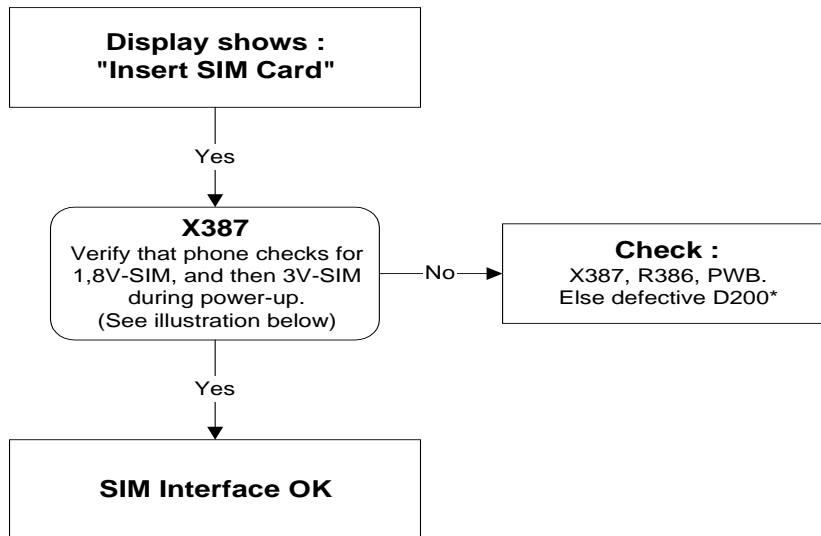 Display shows :
"Insert SIM Card"
Yes
X387
Verify that phone checks for
1,8V-SIM, and then 3V-SIM
during power-up.
(See illustration below)
No
Check :
X387, R386, PWB.
Else defective D200*
Yes
SIM Interface OK